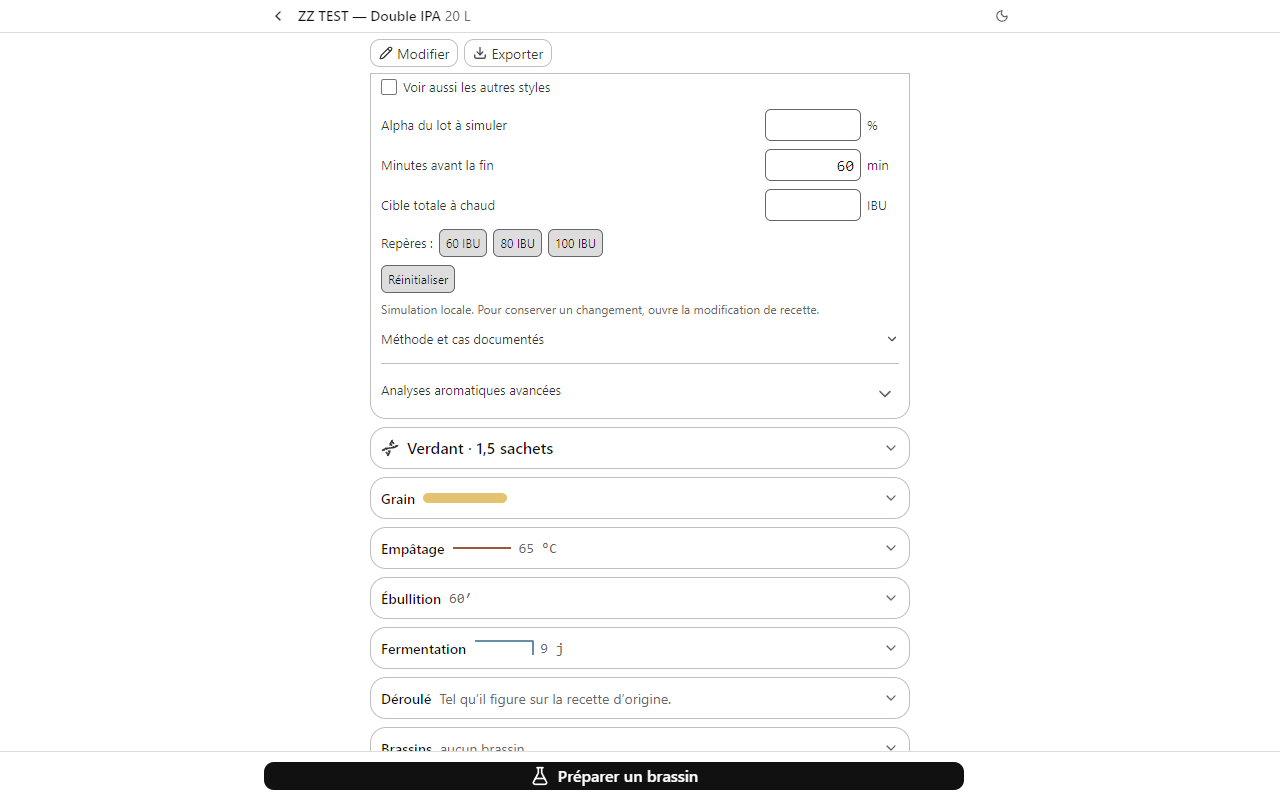 ZZ TEST — Double IPA 20 L
Modifier Exporter
Voir aussi les autres styles
Alpha du lot à simuler %
Minutes avant la fin 60 min
Cible totale à chaud IBU
Repères : 60 IBU 80 IBU 100 IBU
Réinitialiser
Simulation locale. Pour conserver un changement, ouvre la modification de recette.
Méthode et cas documentés
Analyses aromatiques avancées
Verdant · 1,5 sachets
Grain
Empâtage 65 °C
Ébullition 60′
Fermentation 9 j
Déroulé Tel qu’il figure sur la recette d’origine.
Brassins aucun brassin
Préparer un brassin